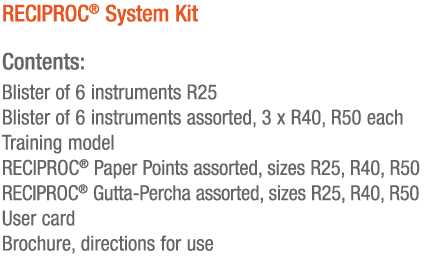 RECIPROC® System Kit
Contents:
Blister of 6 instruments R25
Blister of 6 instruments assorted, 3 x R40, R50 each
Training model
RECIPROC® Paper Points assorted, sizes R25, R40, R50
RECIPROC® Gutta-Percha assorted, sizes R25, R40, R50
User card
Brochure, directions for use